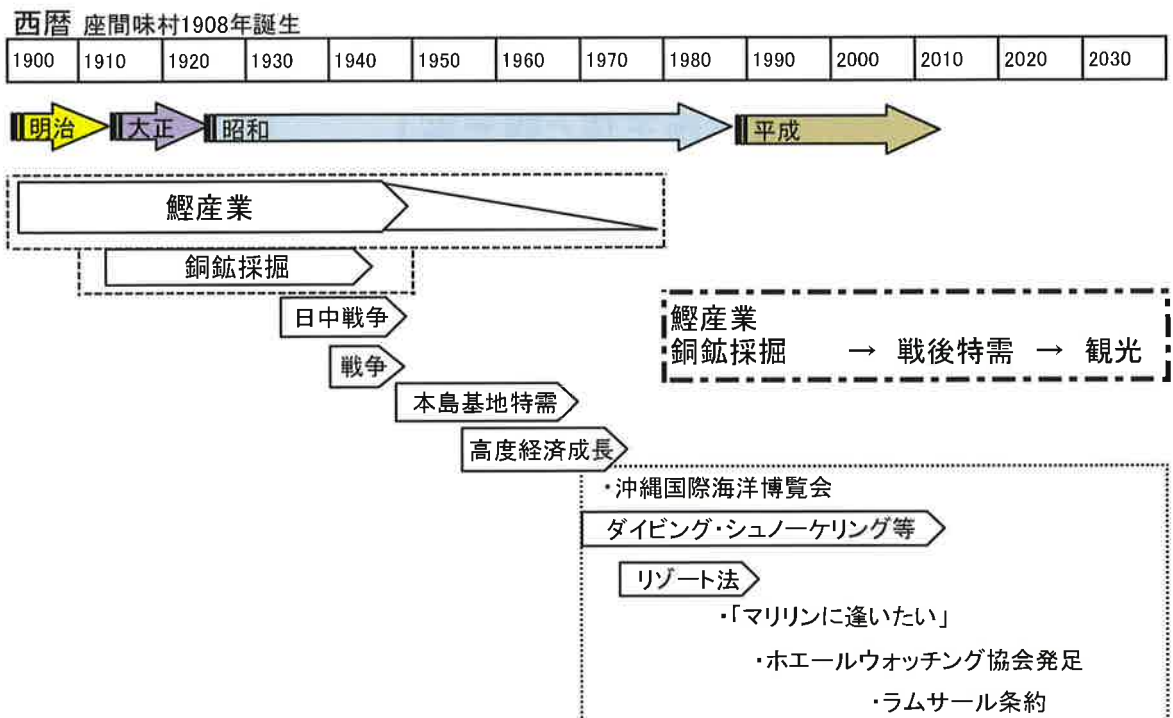 西暦 座間味村1908年誕生
1900 1910 1920 1930 1940 1950 1960 1970 1980 1990 2000 2010 2020 2030
明治 大正 昭和 平成
鰹産業
銅鉱採掘
日中戦争
鰹産業
銅鉱採掘 → 戦後特需 → 観光
戦争
本島基地特需
高度経済成長
・沖縄国際海洋博覧会
ダイビング・シュノーケリング等
リゾート法
・「マリリンに逢いたい」
・ホエールウォッチング協会発足
・ラムサール条約